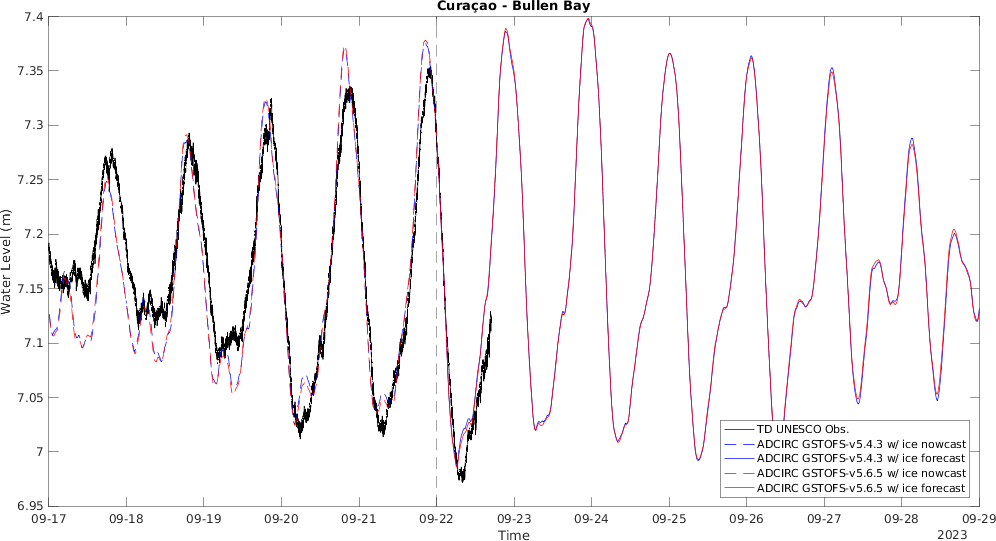 Curaçao - Bullen Bay
7.4
7.35
7.3
7.25
7.2
7.15
7.1
7.05
7
6.95
Water Level (m)
09-17 09-18 09-19 09-20 09-21 09-22 09-23 09-24 09-25 09-26 09-27 09-28 09-29
Time
2023
TD UNESCO Obs.
ADCIRC GSTOFS-v5.4.3 w/ ice nowcast
ADCIRC GSTOFS-v5.4.3 w/ ice forecast
ADCIRC GSTOFS-v5.6.5 w/ ice nowcast
ADCIRC GSTOFS-v5.6.5 w/ ice forecast